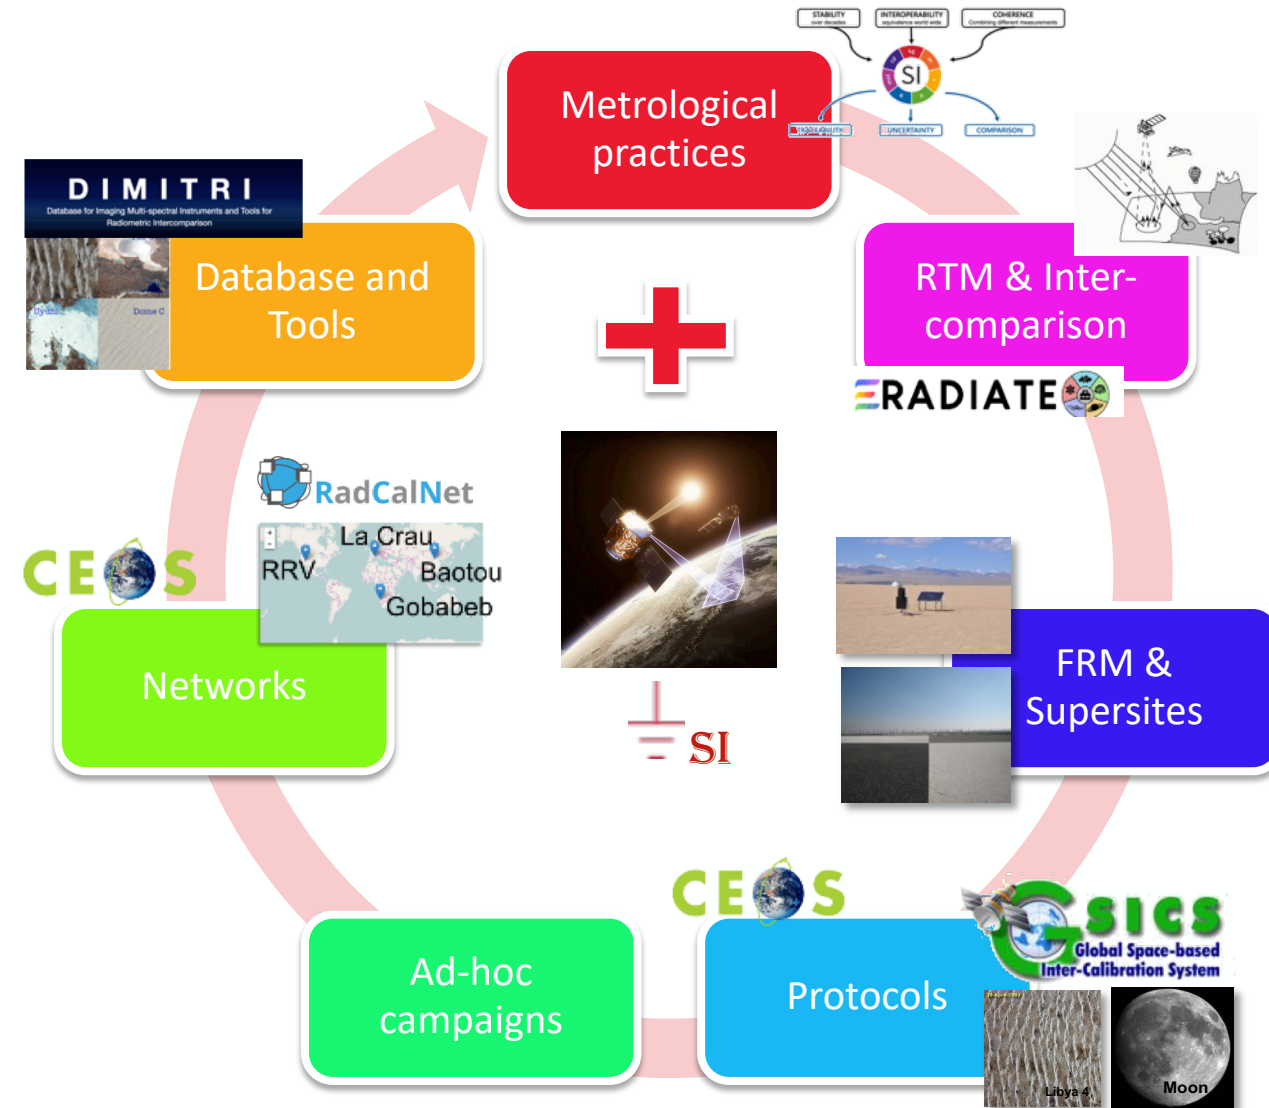 STABILITY
over decades
INTEROPERABILITY
equivalence world wide
COHERENCE
Combining different measurements
SI
kg
UNCERTAINTY
COMPARISON
Metrological
practices
RTM & Inter-
comparison
ERADIATE
FRM &
Supersites
CEOS
GSICS
Global Space-based
Inter-Calibration System
Protocols
Libya 4
Moon
Ad-hoc
campaigns
CEOS
Networks
RadCalNet
+
-
La Crau
RRV
Baotou
Gobabeb
DIMITRI
Database for Imaging Multi-spectral Instruments and Tools for
Radiometric Intercomparison
Dome C
Database and
Tools
SI